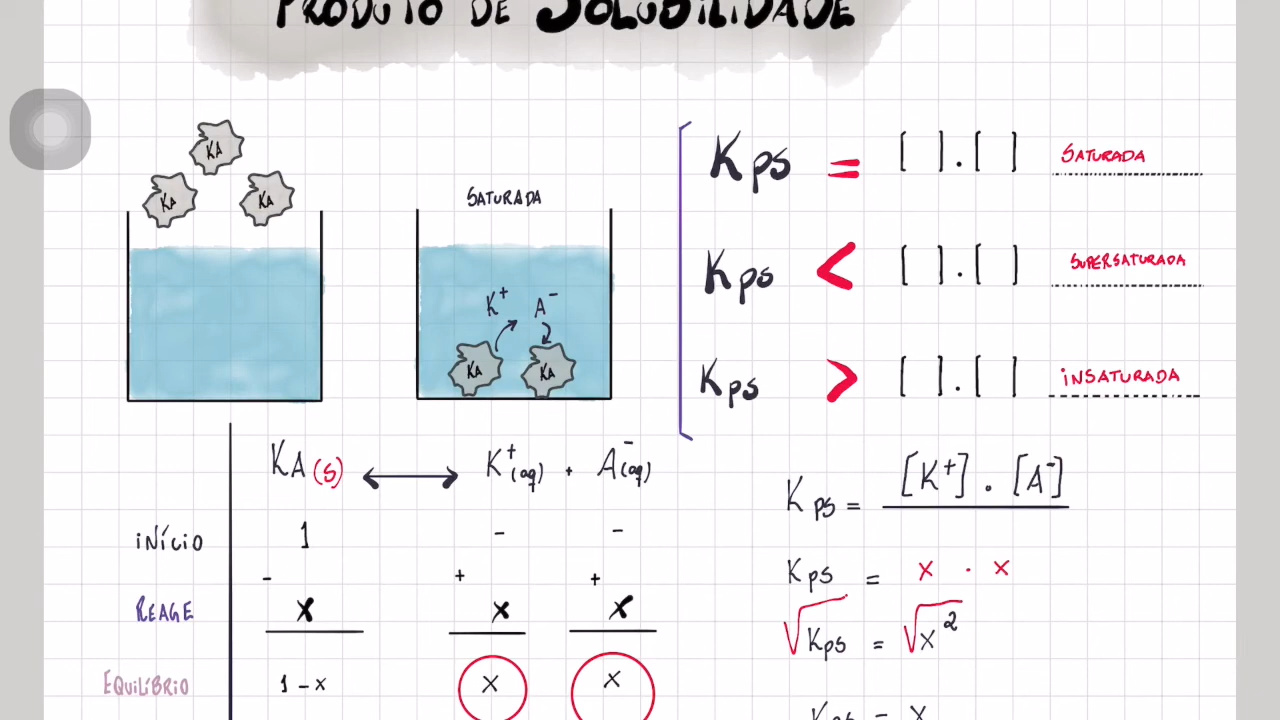 PRODUTO DE SOLUBILIDADE
KA
KA
KA
SATURADA
K⁺ A⁻
KA
KA
Kps = [ ] . [ ] SATURADA
Kps < [ ] . [ ] SUPERSATURADA
Kps > [ ] . [ ] INSATURADA
KA(s) ⟷ K⁺(aq) + A⁻(aq)
INÍCIO 1 - -
- + +
REAGE X X X
EQUILÍBRIO 1 - X X X
Kps = [K⁺] . [A⁻]
Kps = X . X
√Kps = √X²
Kps = X